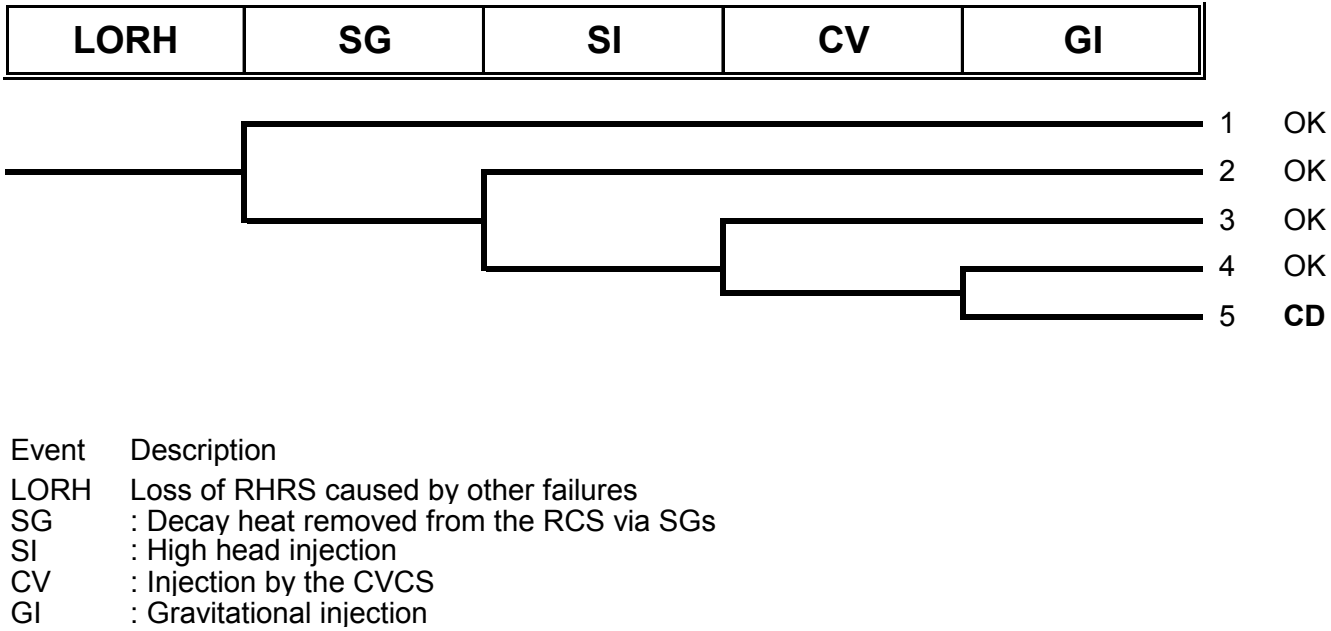 LORH SG SI CV GI
1 OK
2 OK
3 OK
4 OK
5 CD
Event Description
LORH Loss of RHRS caused by other failures
SG : Decay heat removed from the RCS via SGs
SI : High head injection
CV : Injection by the CVCS
GI : Gravitational injection